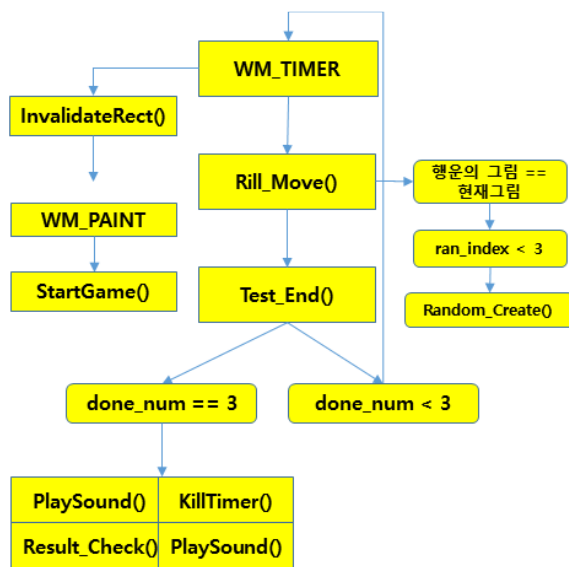 WM_TIMER
InvalidateRect()
Rill_Move()
행운의 그림 ==
현재그림
WM_PAINT
ran_index < 3
StartGame()
Test_End()
Random_Create()
done_num == 3
done_num < 3
PlaySound()
KillTimer()
Result_Check()
PlaySound()